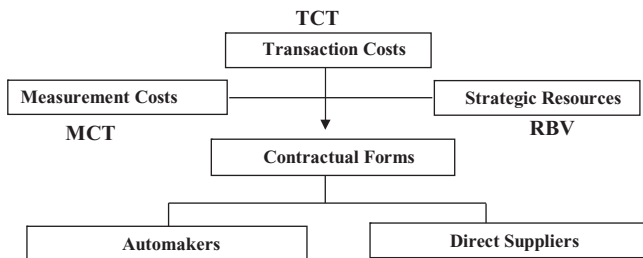 TCT
Transaction Costs
Measurement Costs
Strategic Resources
MCT
RBV
Contractual Forms
Automakers
Direct Suppliers